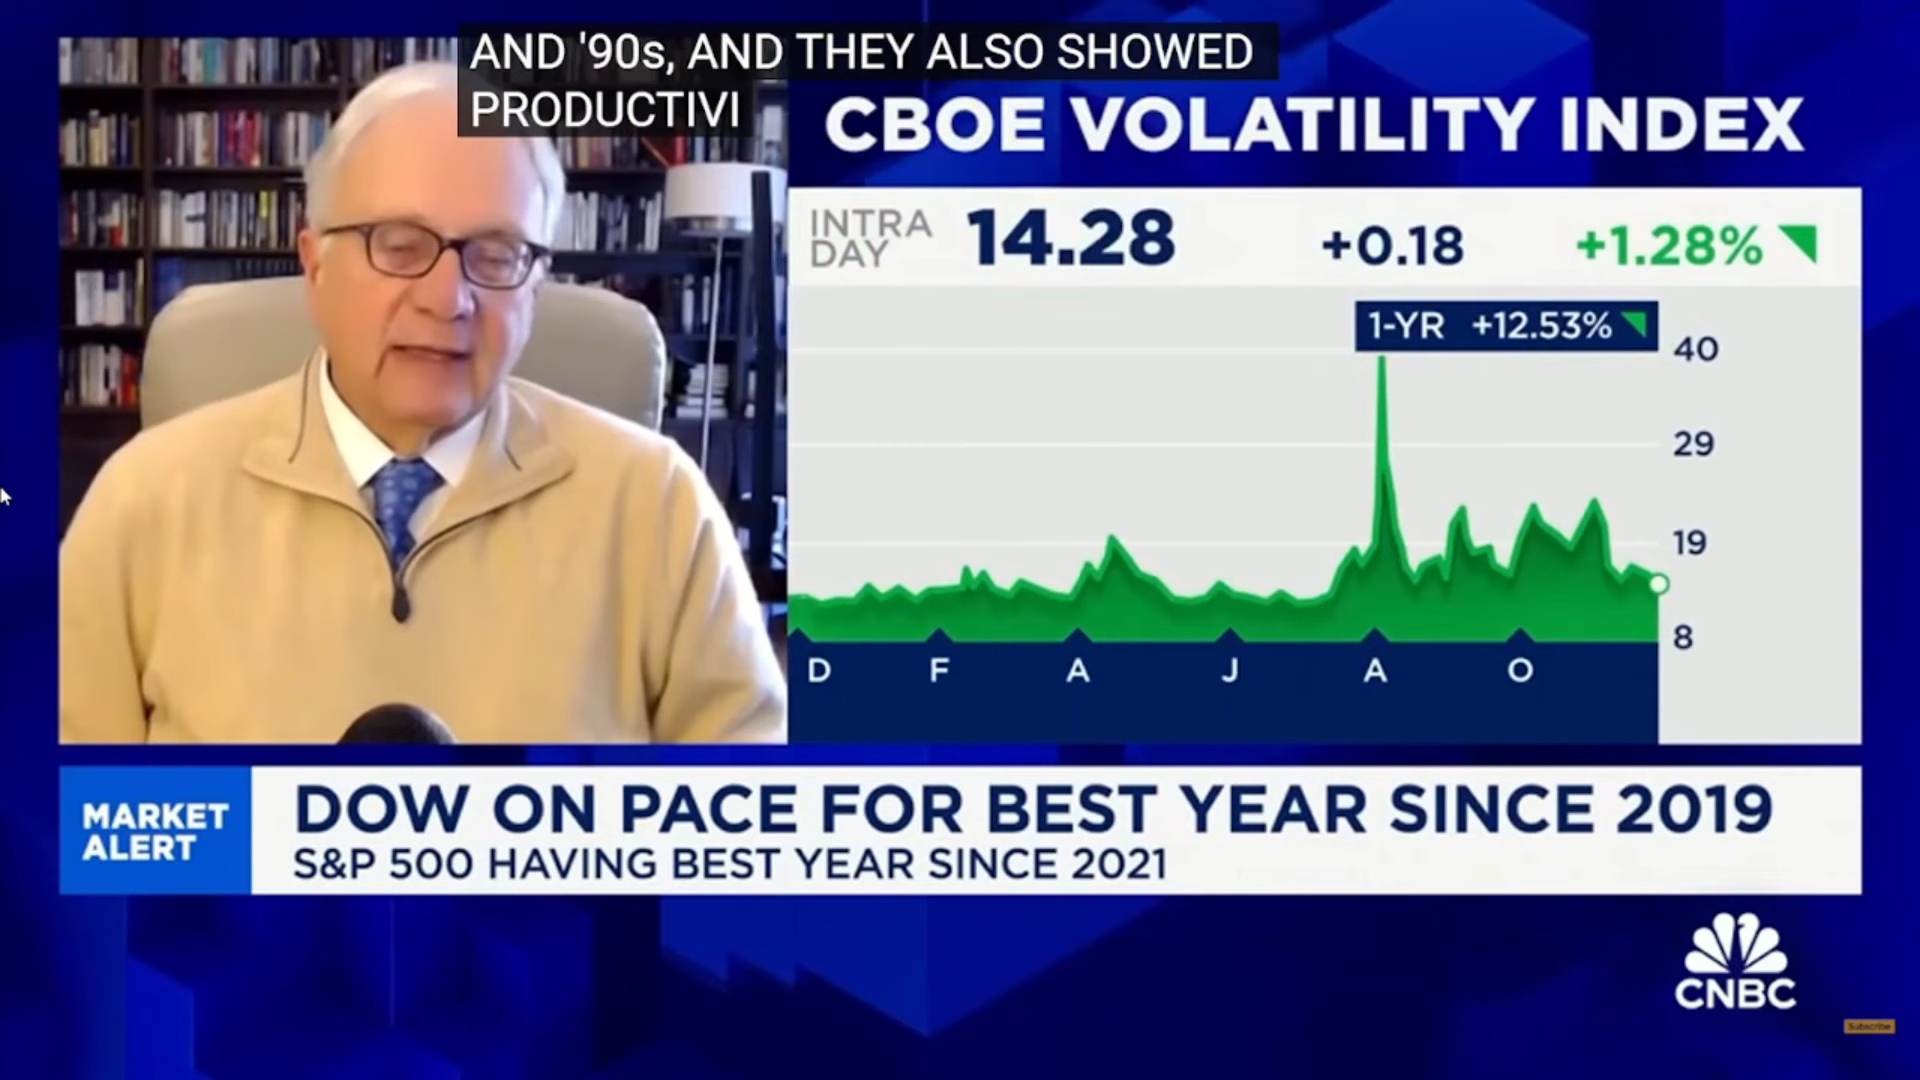 AND '90s, AND THEY ALSO SHOWED
PRODUCTIVI
CBOE VOLATILITY INDEX
INTRA
DAY
14.28
+0.18
+1.28%
1-YR +12.53%
40
29
19
8
D F A J A O
MARKET
ALERT
DOW ON PACE FOR BEST YEAR SINCE 2019
S&P 500 HAVING BEST YEAR SINCE 2021
CNBC
Subscribe